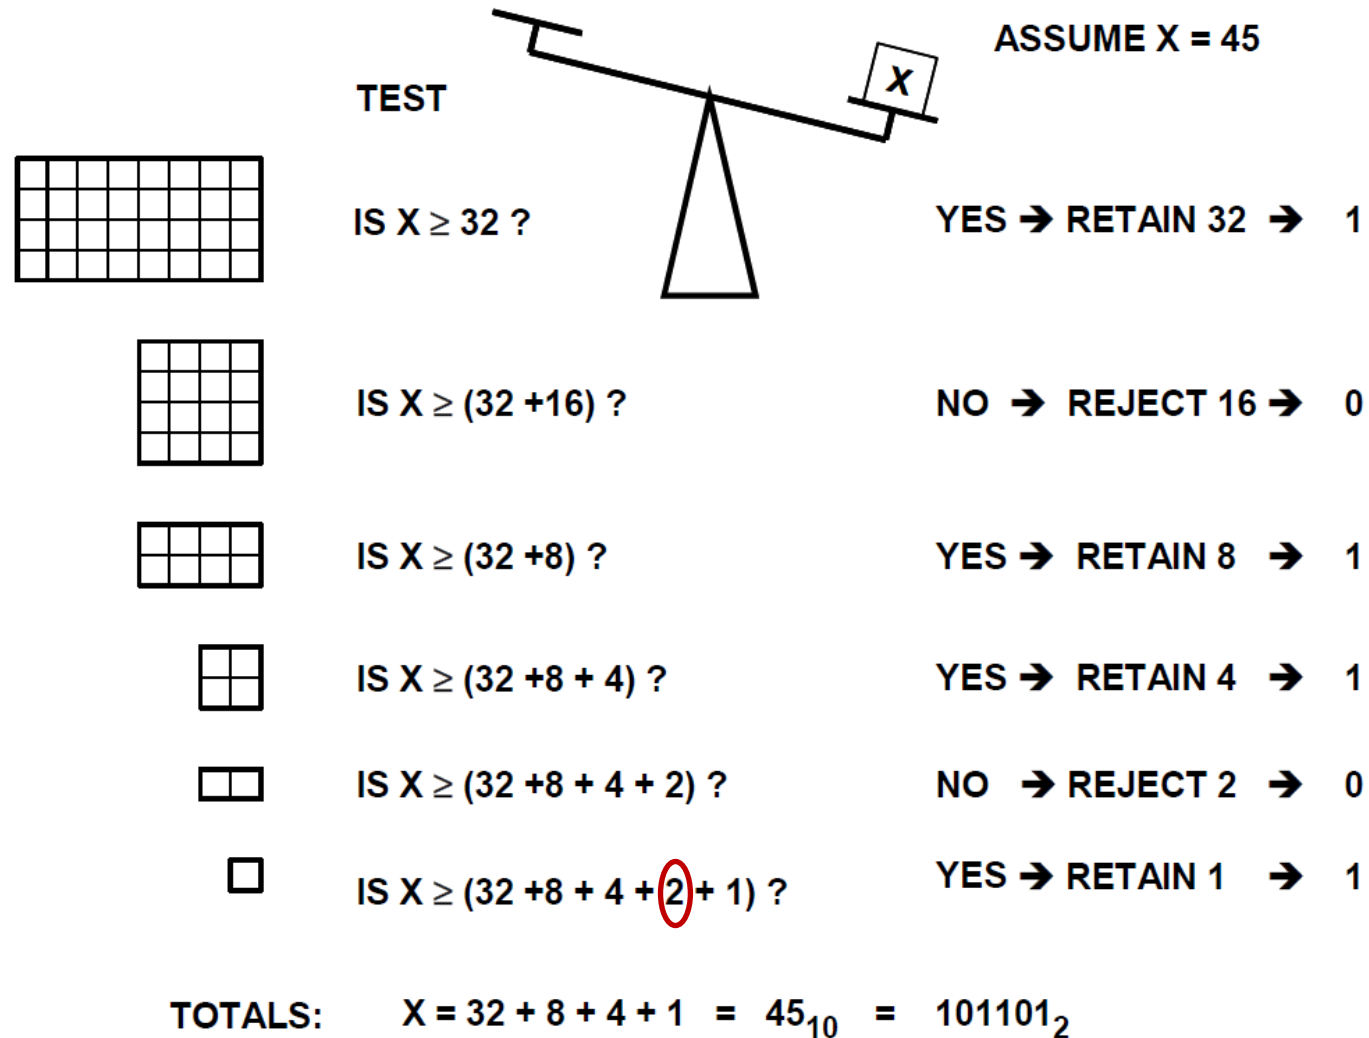 ASSUME X = 45
X
TEST
IS X ≥ 32 ? YES ➔ RETAIN 32 ➔ 1
IS X ≥ (32 +16) ? NO ➔ REJECT 16 ➔ 0
IS X ≥ (32 +8) ? YES ➔ RETAIN 8 ➔ 1
IS X ≥ (32 +8 + 4) ? YES ➔ RETAIN 4 ➔ 1
IS X ≥ (32 +8 + 4 + 2) ? NO ➔ REJECT 2 ➔ 0
IS X ≥ (32 +8 + 4 + 2 + 1) ? YES ➔ RETAIN 1 ➔ 1
TOTALS: X = 32 + 8 + 4 + 1 = 45₁₀ = 101101₂